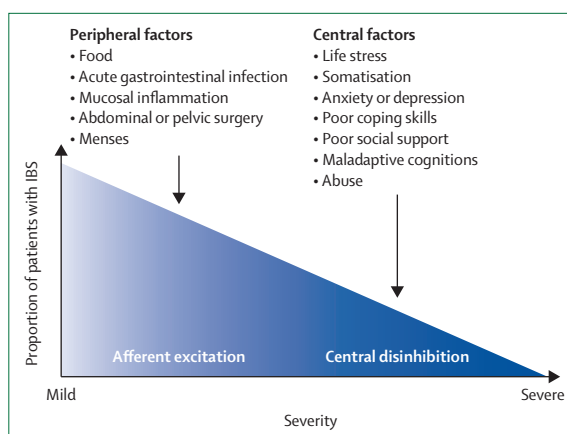 Peripheral factors
• Food
• Acute gastrointestinal infection
• Mucosal inflammation
• Abdominal or pelvic surgery
• Menses
Central factors
• Life stress
• Somatisation
• Anxiety or depression
• Poor coping skills
• Poor social support
• Maladaptive cognitions
• Abuse
Proportion of patients with IBS
Afferent excitation
Central disinhibition
Mild
Severe
Severity